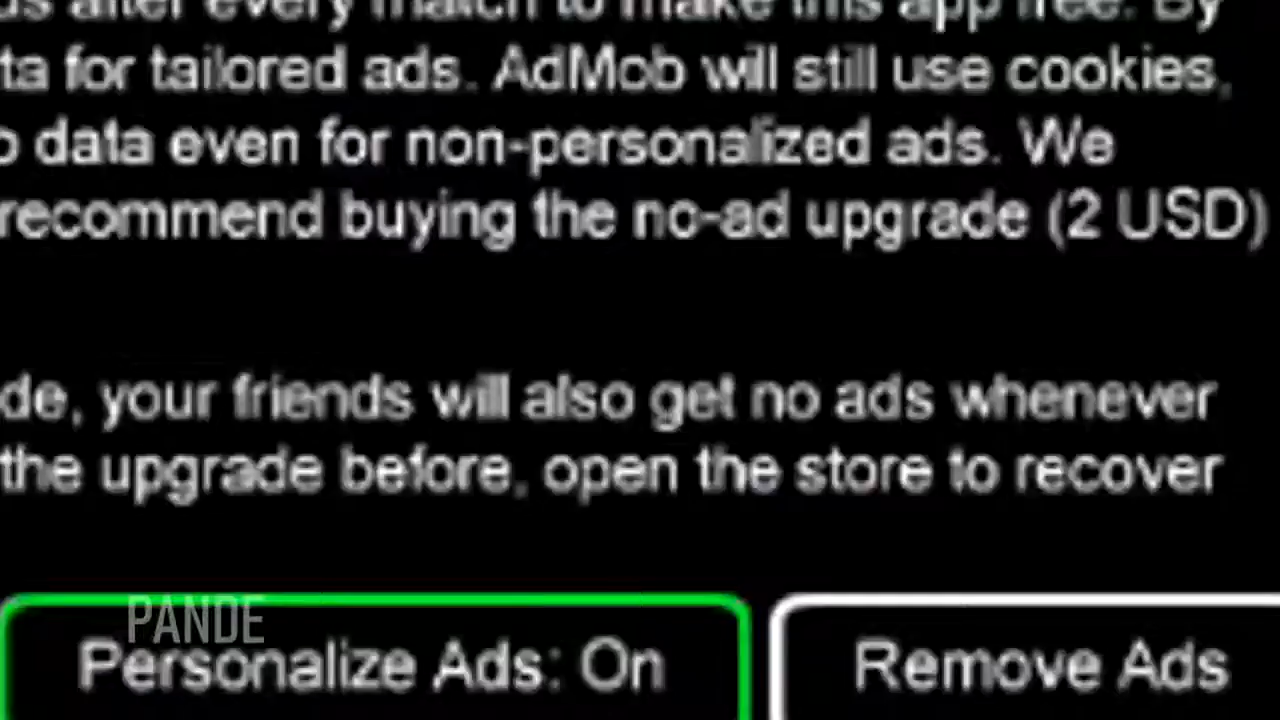 ds after every match to make this app free. By
ta for tailored ads. AdMob will still use cookies,
o data even for non-personalized ads. We
recommend buying the no-ad upgrade (2 USD)
de, your friends will also get no ads whenever
the upgrade before, open the store to recover
PANDE
Personalize Ads: On
Remove Ads